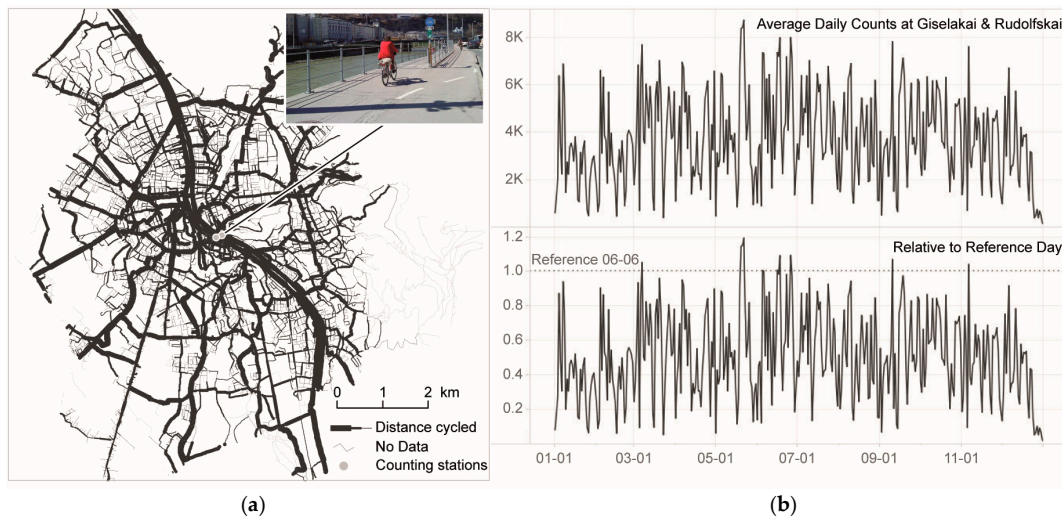 0 1 2 km
Distance cycled
No Data
Counting stations
(a)
Average Daily Counts at Giselakai & Rudolfskai
8K
6K
4K
2K
Relative to Reference Day
1.2
Reference 06-06
1.0
0.8
0.6
0.4
0.2
01-01 03-01 05-01 07-01 09-01 11-01
(b)